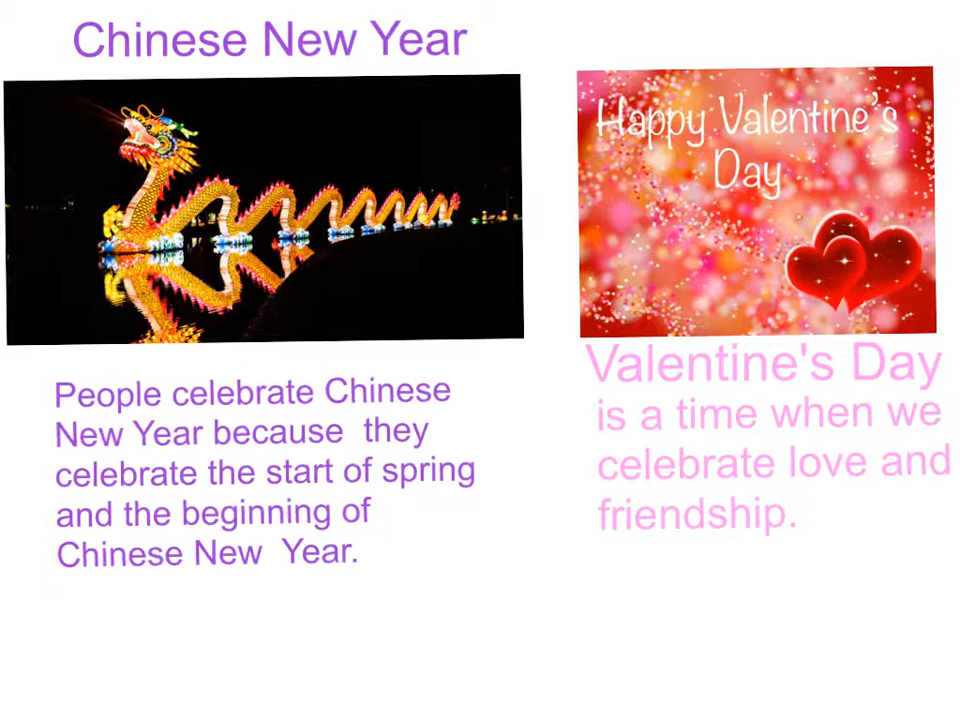 Chinese New Year
People celebrate Chinese
New Year because they
celebrate the start of spring
and the beginning of
Chinese New Year.
Happy Valentine's
Day
Valentine's Day
is a time when we
celebrate love and
friendship.